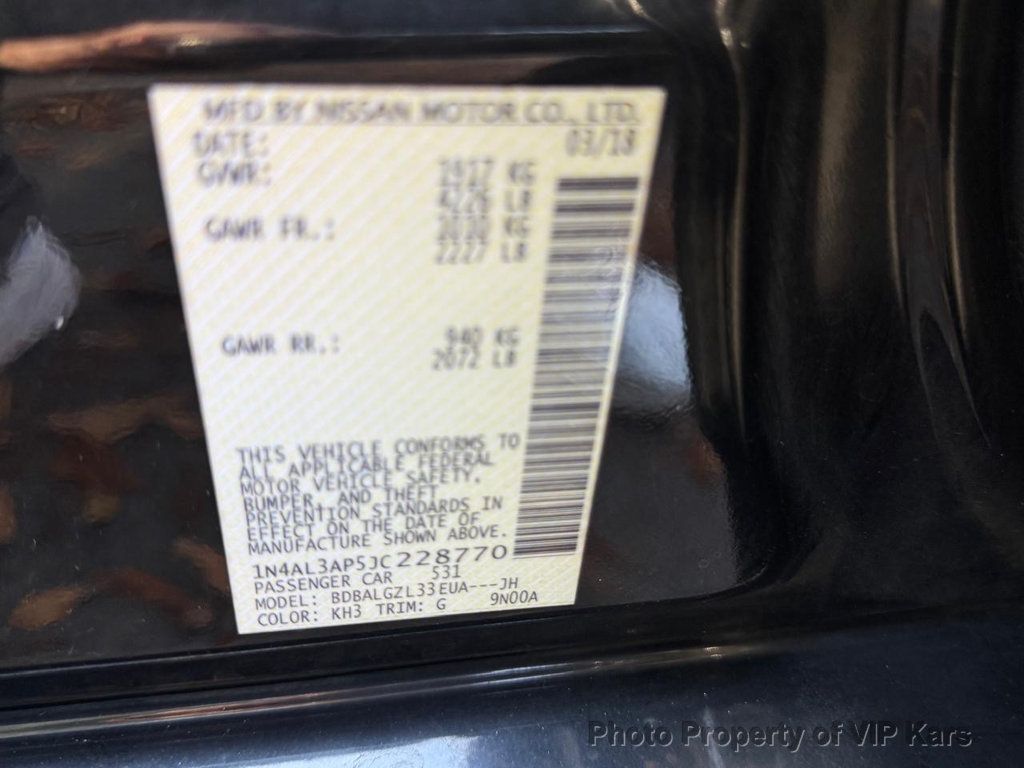 MFD BY NISSAN MOTOR CO., LTD.
DATE: 03/18
GVWR: 1917 KG
4226 LB
GAWR FR.: 1010 KG
2227 LB
GAWR RR.: 940 KG
2072 LB
THIS VEHICLE CONFORMS TO
ALL APPLICABLE FEDERAL
MOTOR VEHICLE SAFETY,
BUMPER, AND THEFT
PREVENTION STANDARDS IN
EFFECT ON THE DATE OF
MANUFACTURE SHOWN ABOVE.
1N4AL3AP5JC228770
PASSENGER CAR 531
MODEL: BDBALGZL33EUA---JH
COLOR: KH3 TRIM: G 9N00A
Photo Property of VIP Kars